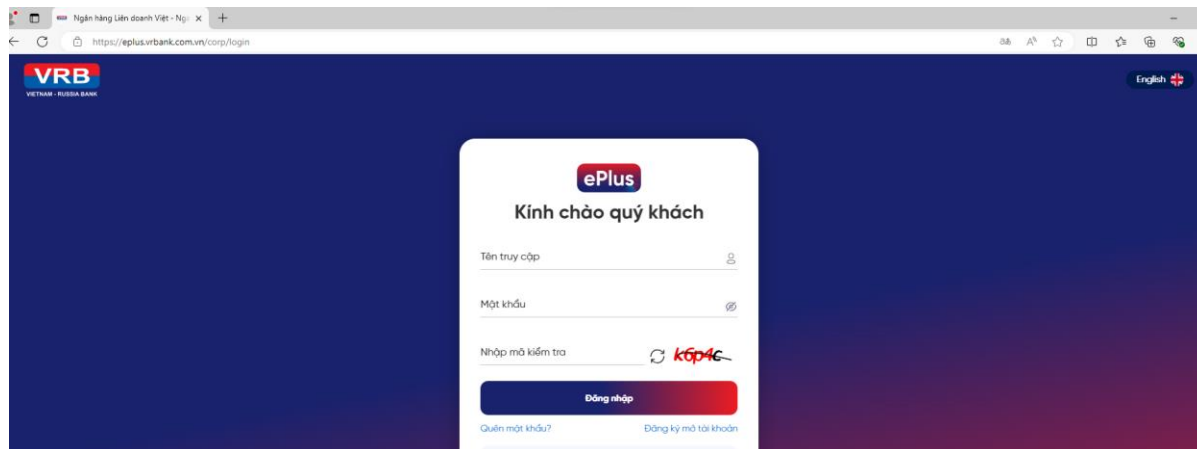 Ngân hàng Liên doanh Việt - Ng
https://eplus.vrbank.com.vn/corp/login
VRB
VIETNAM - RUSSIA BANK
English
ePlus
Kính chào quý khách
Tên truy cập
Mật khẩu
Nhập mã kiểm tra
k6p4c
Đăng nhập
Quên mật khẩu?
Đăng ký mở tài khoản